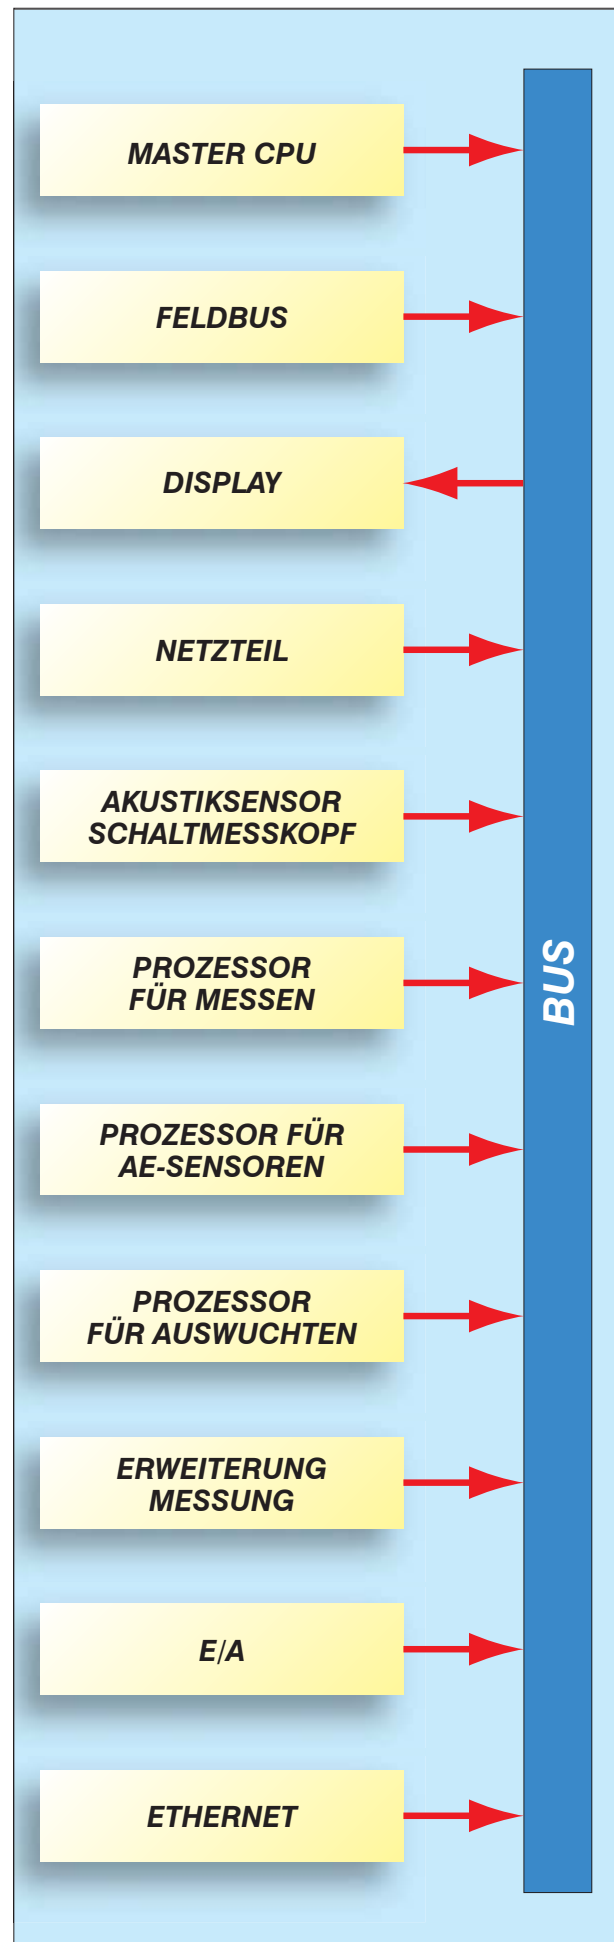 MASTER CPU
FELDBUS
DISPLAY
NETZTEIL
AKUSTIKSENSOR
SCHALTMESSKOPF
PROZESSOR
FÜR MESSEN
PROZESSOR FÜR
AE-SENSOREN
PROZESSOR
FÜR AUSWUCHTEN
ERWEITERUNG
MESSUNG
E/A
ETHERNET
BUS